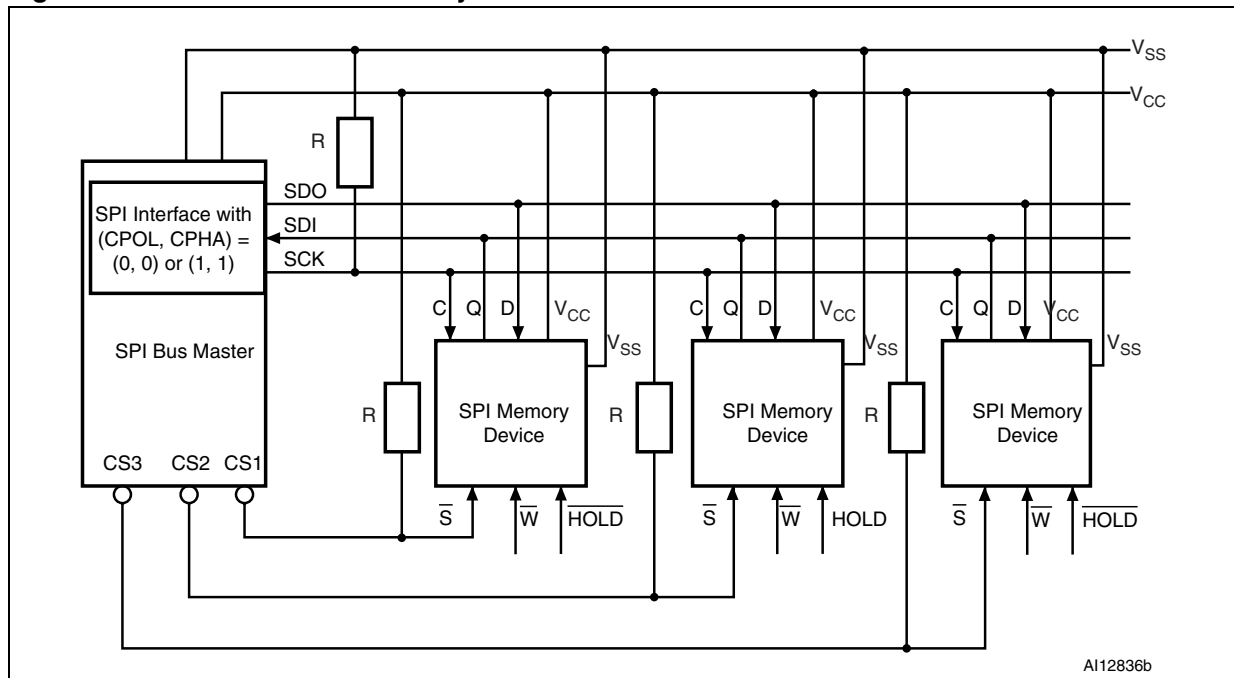 VSS
VCC
R
SDO
SPI Interface with
(CPOL, CPHA) =
(0, 0) or (1, 1)
SDI
SCK
SPI Bus Master
CS3 CS2 CS1
C Q D VCC VSS
R
SPI Memory
Device
S̅ W̅ H̅O̅L̅D̅
C Q D VCC VSS
R
SPI Memory
Device
S̅ W̅ HOLD
C Q D VCC VSS
R
SPI Memory
Device
S̅ W̅ H̅O̅L̅D̅
AI12836b